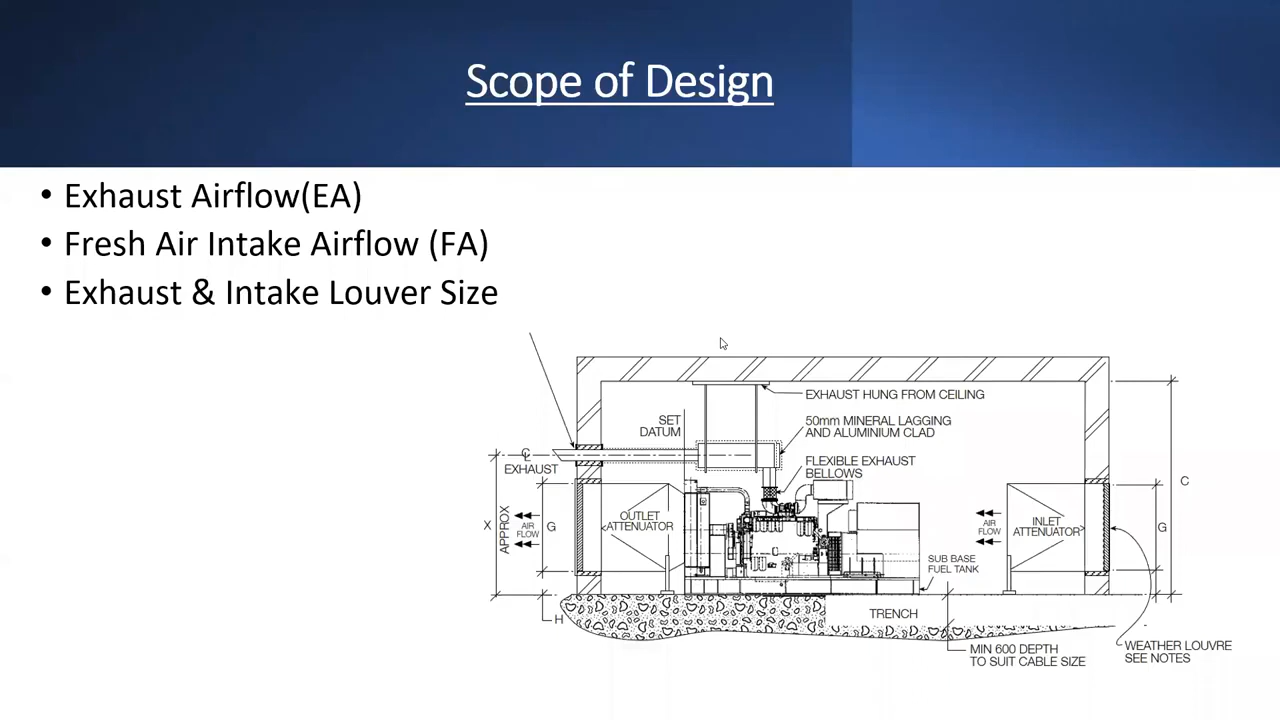 Scope of Design
• Exhaust Airflow(EA)
• Fresh Air Intake Airflow (FA)
• Exhaust & Intake Louver Size
EXHAUST HUNG FROM CEILING
SET
DATUM
50mm MINERAL LAGGING
AND ALUMINIUM CLAD
℄
EXHAUST
FLEXIBLE EXHAUST
BELLOWS
C
X
APPROX
AIR
FLOW
G
OUTLET
ATTENUATOR
AIR
FLOW
INLET
ATTENUATOR
G
SUB BASE
FUEL TANK
H
TRENCH
MIN 600 DEPTH
TO SUIT CABLE SIZE
WEATHER LOUVRE
SEE NOTES